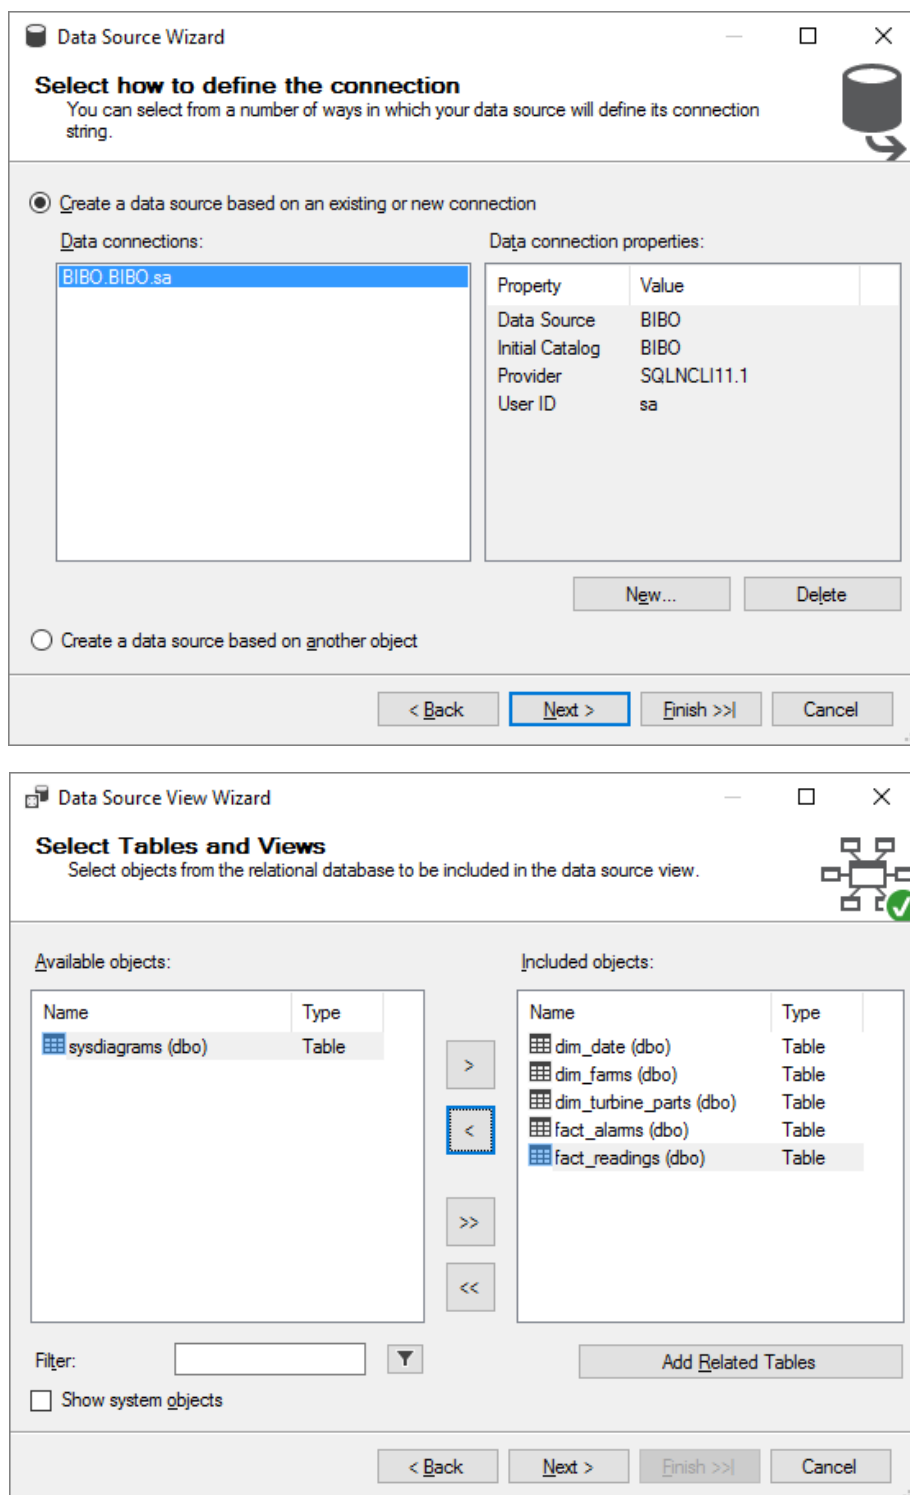 Data Source Wizard
Select how to define the connection
You can select from a number of ways in which your data source will define its connection
string.
Create a data source based on an existing or new connection
Data connections:
Data connection properties:
BIBO.BIBO.sa
Property Value
Data Source BIBO
Initial Catalog BIBO
Provider SQLNCLI11.1
User ID sa
New... Delete
Create a data source based on another object
< Back Next > Finish >>| Cancel
Data Source View Wizard
Select Tables and Views
Select objects from the relational database to be included in the data source view.
Available objects:
Included objects:
Name Type
sysdiagrams (dbo) Table
>
<
>>
<<
Name Type
dim_date (dbo) Table
dim_farms (dbo) Table
dim_turbine_parts (dbo) Table
fact_alarms (dbo) Table
fact_readings (dbo) Table
Filter:
Add Related Tables
Show system objects
< Back Next > Finish >>| Cancel